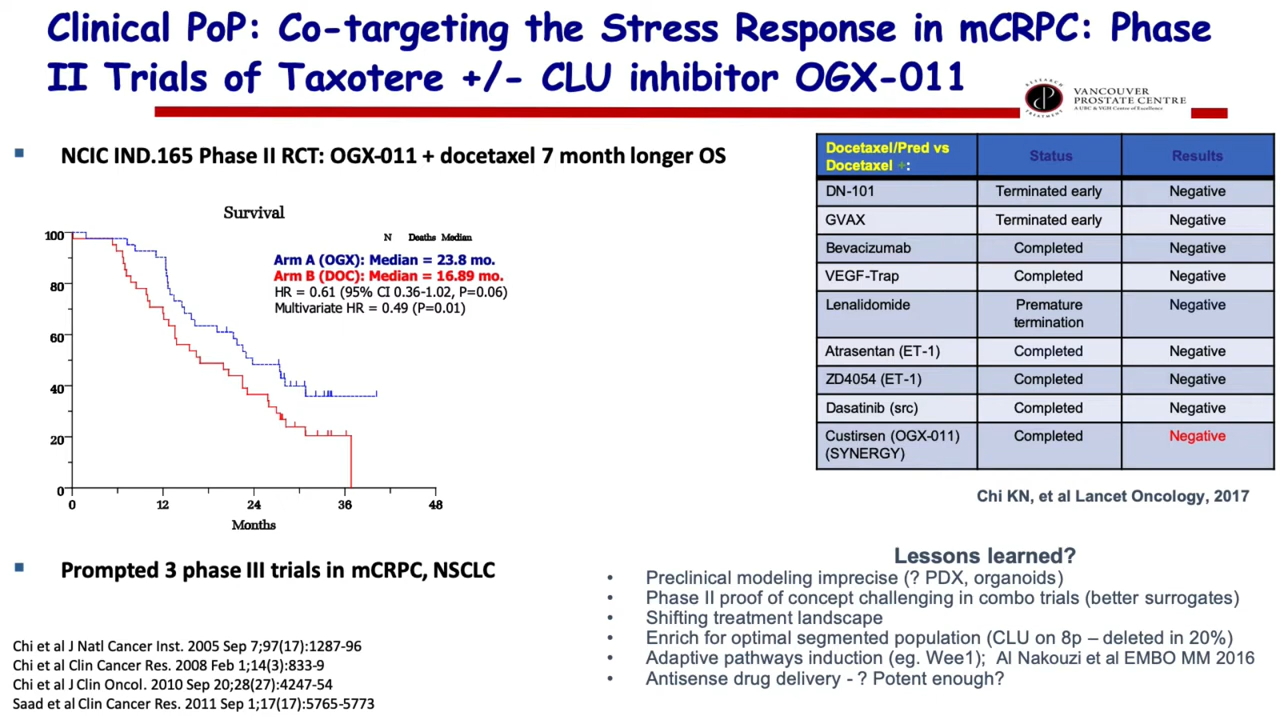 Clinical PoP: Co-targeting the Stress Response in mCRPC: Phase
II Trials of Taxotere +/- CLU inhibitor OGX-011
RESEARCH
TREATMENT
VANCOUVER
PROSTATE CENTRE
A UBC & VGH Centre of Excellence
NCIC IND.165 Phase II RCT: OGX-011 + docetaxel 7 month longer OS
Survival
N Deaths Median
Arm A (OGX): Median = 23.8 mo.
Arm B (DOC): Median = 16.89 mo.
HR = 0.61 (95% CI 0.36-1.02, P=0.06)
Multivariate HR = 0.49 (P=0.01)
100
80
60
40
20
0
0 12 24 36 48
Months
Prompted 3 phase III trials in mCRPC, NSCLC
Chi et al J Natl Cancer Inst. 2005 Sep 7;97(17):1287-96
Chi et al Clin Cancer Res. 2008 Feb 1;14(3):833-9
Chi et al J Clin Oncol. 2010 Sep 20;28(27):4247-54
Saad et al Clin Cancer Res. 2011 Sep 1;17(17):5765-5773
Docetaxel/Pred vs
Docetaxel +: Status Results
DN-101 Terminated early Negative
GVAX Terminated early Negative
Bevacizumab Completed Negative
VEGF-Trap Completed Negative
Lenalidomide Premature Negative
termination
Atrasentan (ET-1) Completed Negative
ZD4054 (ET-1) Completed Negative
Dasatinib (src) Completed Negative
Custirsen (OGX-011) Completed Negative
(SYNERGY)
Chi KN, et al Lancet Oncology, 2017
Lessons learned?
• Preclinical modeling imprecise (? PDX, organoids)
• Phase II proof of concept challenging in combo trials (better surrogates)
• Shifting treatment landscape
• Enrich for optimal segmented population (CLU on 8p – deleted in 20%)
• Adaptive pathways induction (eg. Wee1); Al Nakouzi et al EMBO MM 2016
• Antisense drug delivery - ? Potent enough?